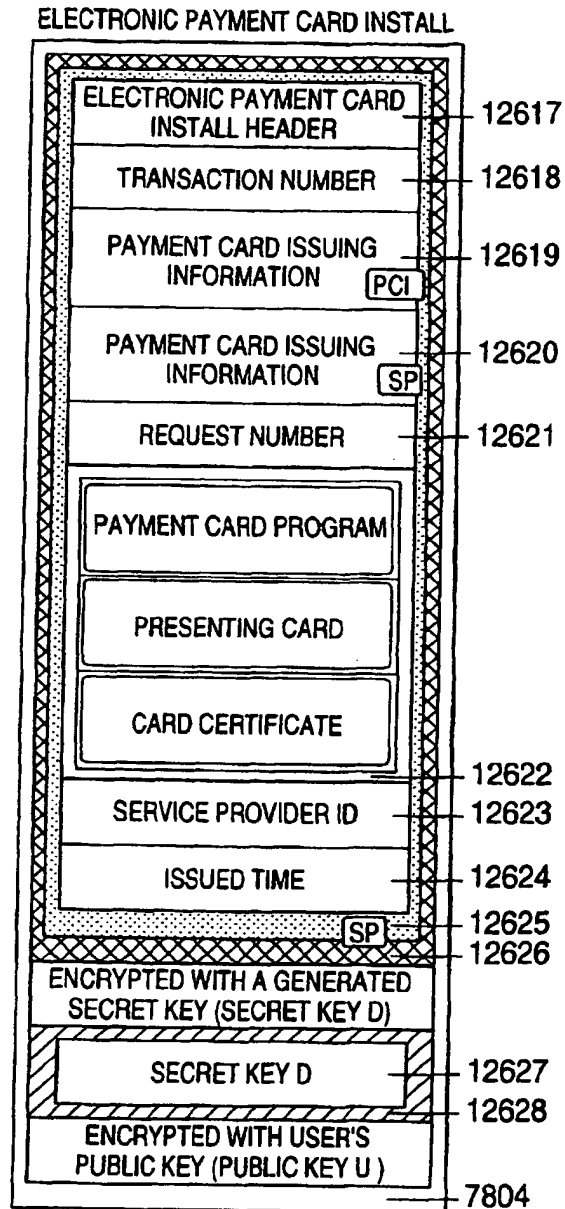 ELECTRONIC PAYMENT CARD INSTALL
ELECTRONIC PAYMENT CARD
INSTALL HEADER
12617
TRANSACTION NUMBER
12618
PAYMENT CARD ISSUING
INFORMATION
12619
PCI
PAYMENT CARD ISSUING
INFORMATION
12620
SP
REQUEST NUMBER
12621
PAYMENT CARD PROGRAM
PRESENTING CARD
CARD CERTIFICATE
12622
SERVICE PROVIDER ID
12623
ISSUED TIME
12624
SP
12625
12626
ENCRYPTED WITH A GENERATED
SECRET KEY (SECRET KEY D)
SECRET KEY D
12627
12628
ENCRYPTED WITH USER'S
PUBLIC KEY (PUBLIC KEY U )
7804